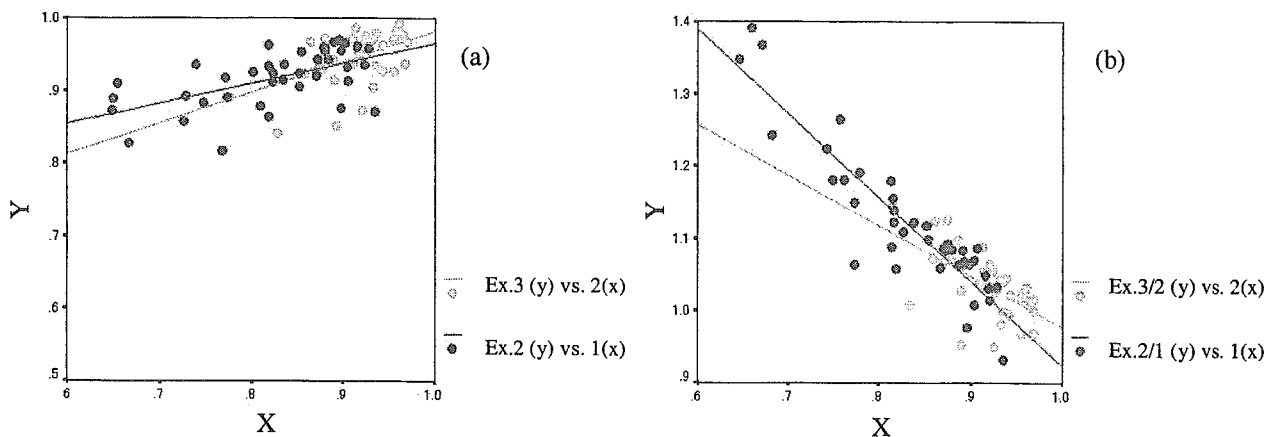 1.0
.9
.8
.7
.6
.5
Y
.6
.7
.8
.9
1.0
X
(a)
Ex.3 (y) vs. 2(x)
Ex.2 (y) vs. 1(x)
1.4
1.3
1.2
1.1
1.0
.9
Y
.6
.7
.8
.9
1.0
X
(b)
Ex.3/2 (y) vs. 2(x)
Ex.2/1 (y) vs. 1(x)